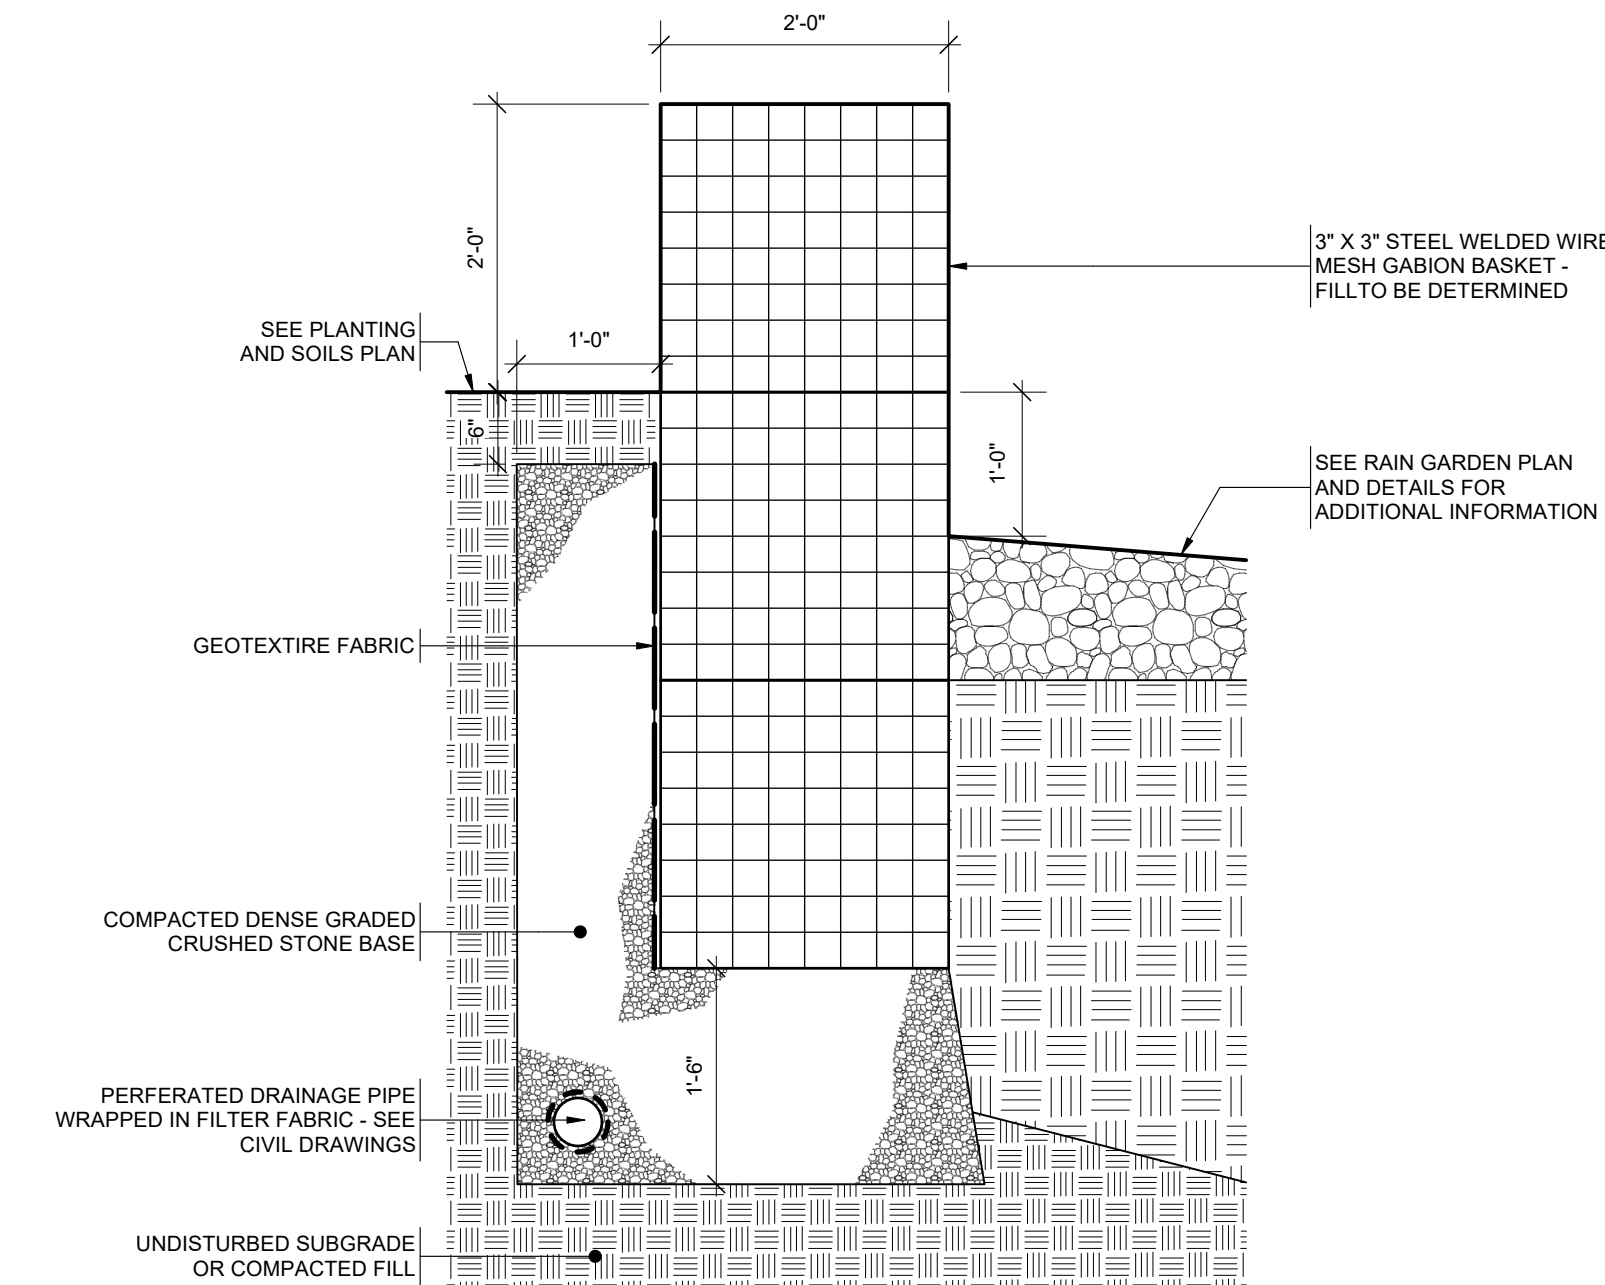 2'-0"
2'-0"
3" X 3" STEEL WELDED WIRE
MESH GABION BASKET -
FILLTO BE DETERMINED
SEE PLANTING
AND SOILS PLAN
1'-0"
6"
1'-0"
SEE RAIN GARDEN PLAN
AND DETAILS FOR
ADDITIONAL INFORMATION
GEOTEXTIRE FABRIC
COMPACTED DENSE GRADED
CRUSHED STONE BASE
1'-6"
PERFERATED DRAINAGE PIPE
WRAPPED IN FILTER FABRIC - SEE
CIVIL DRAWINGS
UNDISTURBED SUBGRADE
OR COMPACTED FILL